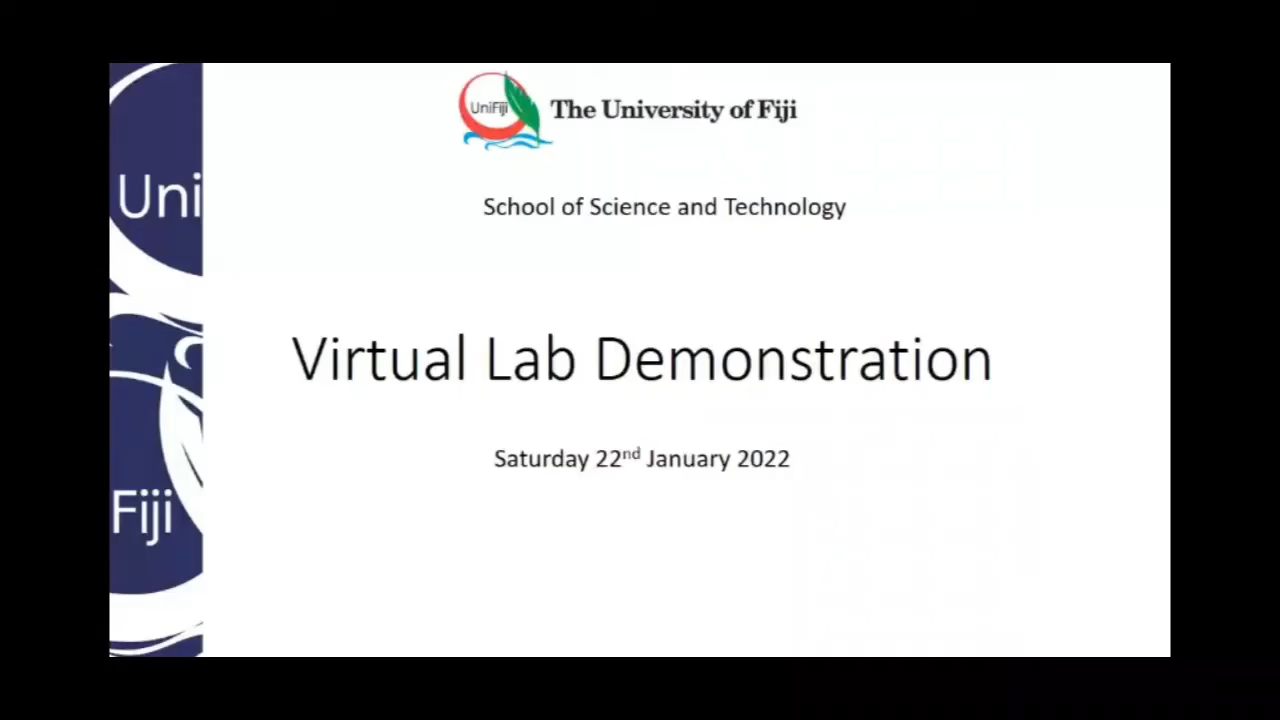 UniFiji
The University of Fiji
School of Science and Technology
Virtual Lab Demonstration
Saturday 22nd January 2022
Uni
Fiji